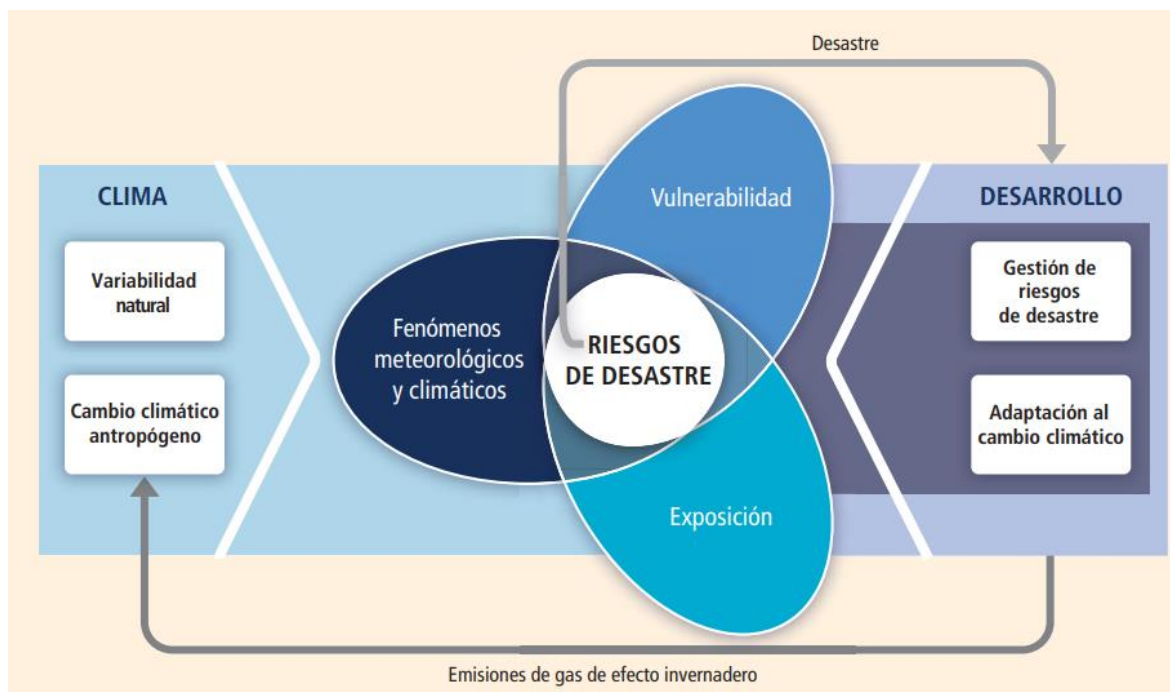 Desastre
CLIMA
Variabilidad
natural
Cambio climático
antropógeno
Fenómenos
meteorológicos
y climáticos
Vulnerabilidad
RIESGOS
DE DESASTRE
Exposición
DESARROLLO
Gestión de
riesgos
de desastre
Adaptación al
cambio climático
Emisiones de gas de efecto invernadero